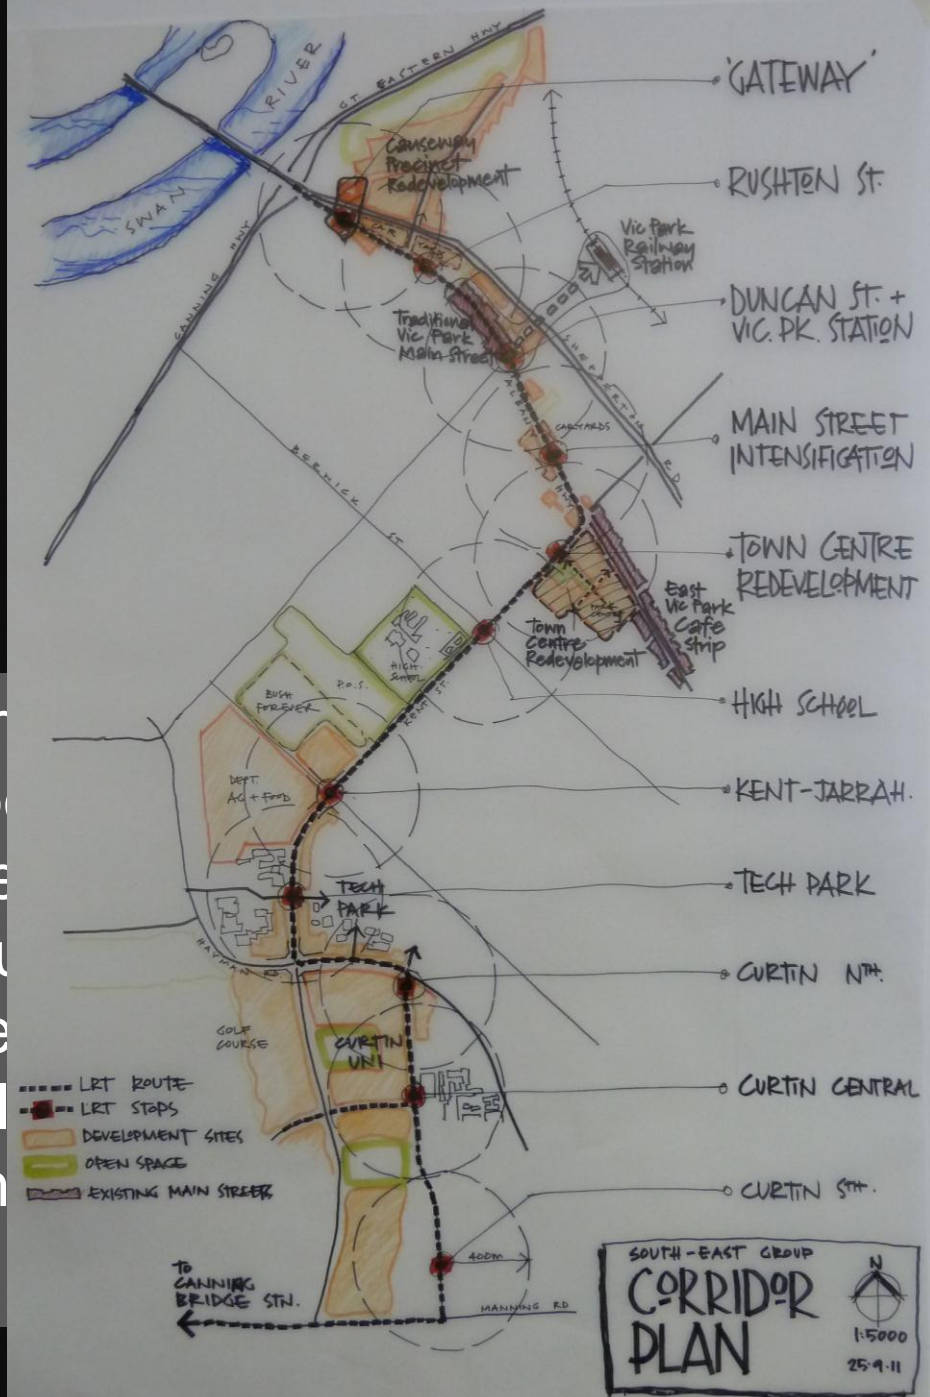 'GATEWAY'
RUSHTON ST.
DUNCAN ST. +
VIC. PK. STATION
MAIN STREET
INTENSIFICATION
TOWN CENTRE
REDEVELOPMENT
HIGH SCHOOL
KENT-JARRAH.
TECH PARK
CURTIN NTH.
CURTIN CENTRAL
CURTIN STH.
RIVER
SWAN
GT. EASTERN HWY
CANNING HWY
Causeway
Precinct
Redevelopment
CAR
Vic Park
Railway
Station
Traditional
Vic Park
Main Street
SHEPPERTON RD
ALBANY HWY
CARYARDS
BERWICK ST
East
Vic Park
Cafe
Strip
Town
Centre
Redevelopment
HIGH
SCHOOL
P.O.S.
BUSH
FOREVER
KENT ST.
DEPT.
AG + FOOD
TECH
PARK
HAYMAN RD
GOLF
COURSE
CURTIN
UNI
LRT ROUTE
LRT STOPS
DEVELOPMENT SITES
OPEN SPACE
EXISTING MAIN STREETS
400m
To
CANNING
BRIDGE STN.
MANNING RD
SOUTH-EAST GROUP
CORRIDOR
PLAN
N
1:5000
25.9.11